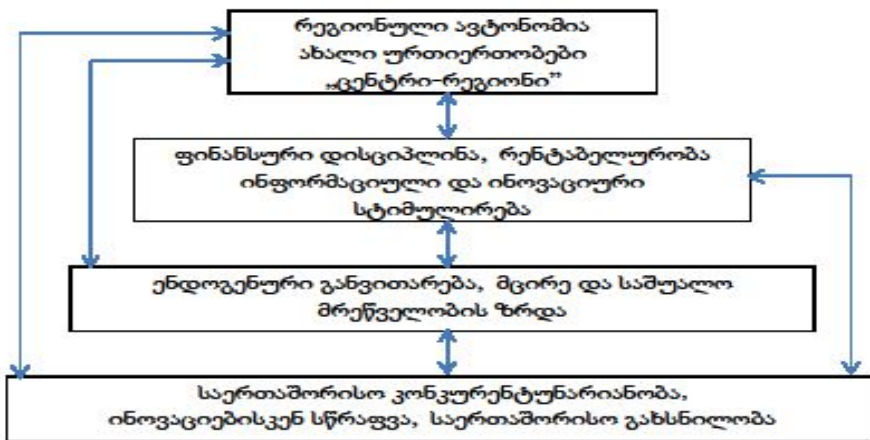 რეგიონული ავტონომია
ახალი ურთიერთობები
„ცენტრი-რეგიონი”
ფინანსური დისციპლინა, რენტაბელურობა
ინფორმაციული და ინოვაციური
სტიმულირება
ენდოგენური განვითარება, მცირე და საშუალო
მრეწველობის ზრდა
საერთაშორისო კონკურენტუნარიანობა,
ინოვაციებისკენ სწრაფვა, საერთაშორისო გახსნილობა